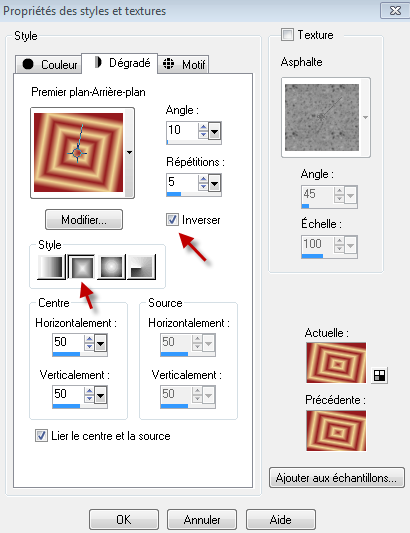 Propriétés des styles et textures
Style
Couleur
Dégradé
Motif
Premier plan-Arrière-plan
Angle :
10
Répétitions :
5
Modifier...
Inverser
Style
Centre
Horizontalement :
50
Verticalement :
50
Source
Horizontalement :
50
Verticalement :
50
Lier le centre et la source
Texture
Asphalte
Angle :
45
Échelle :
100
Actuelle :
Précédente :
Ajouter aux échantillons...
OK
Annuler
Aide